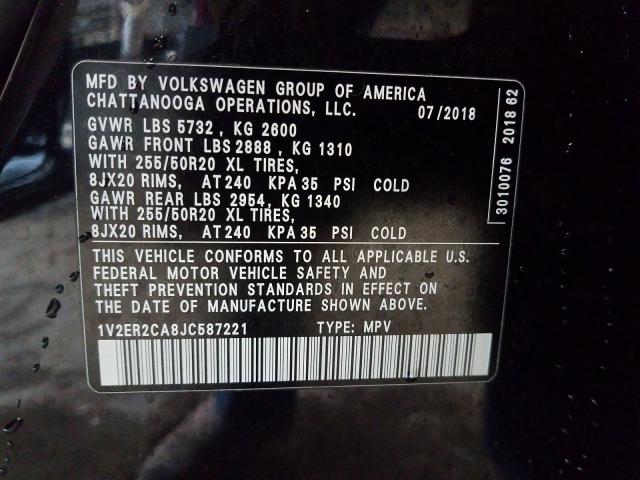 MFD BY VOLKSWAGEN GROUP OF AMERICA
CHATTANOOGA OPERATIONS, LLC. 07/2018
GVWR LBS 5732 , KG 2600
GAWR FRONT LBS 2888 , KG 1310
WITH 255/50R20 XL TIRES,
8JX20 RIMS, AT 240 KPA 35 PSI COLD
GAWR REAR LBS 2954, KG 1340
WITH 255/50R20 XL TIRES,
8JX20 RIMS, AT 240 KPA 35 PSI COLD
THIS VEHICLE CONFORMS TO ALL APPLICABLE U.S.
FEDERAL MOTOR VEHICLE SAFETY AND
THEFT PREVENTION STANDARDS IN EFFECT ON
THE DATE OF MANUFACTURE SHOWN ABOVE.
1V2ER2CA8JC587221 TYPE: MPV
3010076 2018 62